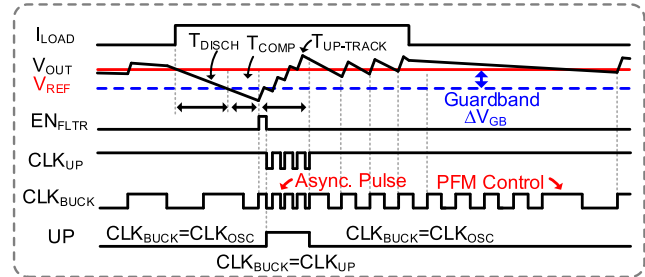 I_LOAD
T_DISCH T_COMP T_UP-TRACK
V_OUT
V_REF
Guardband
ΔV_GB
EN_FLTR
CLK_UP
Async. Pulse PFM Control
CLK_BUCK
UP CLK_BUCK=CLK_OSC CLK_BUCK=CLK_OSC
CLK_BUCK=CLK_UP